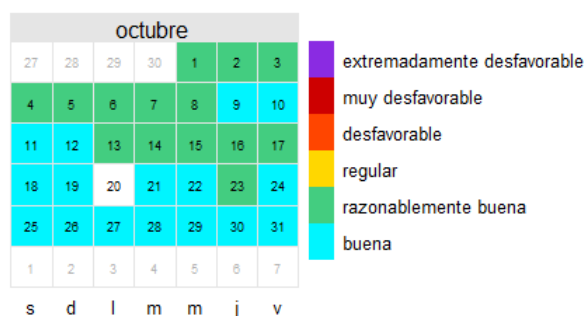 octubre
27 28 29 30 1 2 3
4 5 6 7 8 9 10
11 12 13 14 15 16 17
18 19 20 21 22 23 24
25 26 27 28 29 30 31
1 2 3 4 5 6 7
s d l m m j v
extremadamente desfavorable
muy desfavorable
desfavorable
regular
razonablemente buena
buena